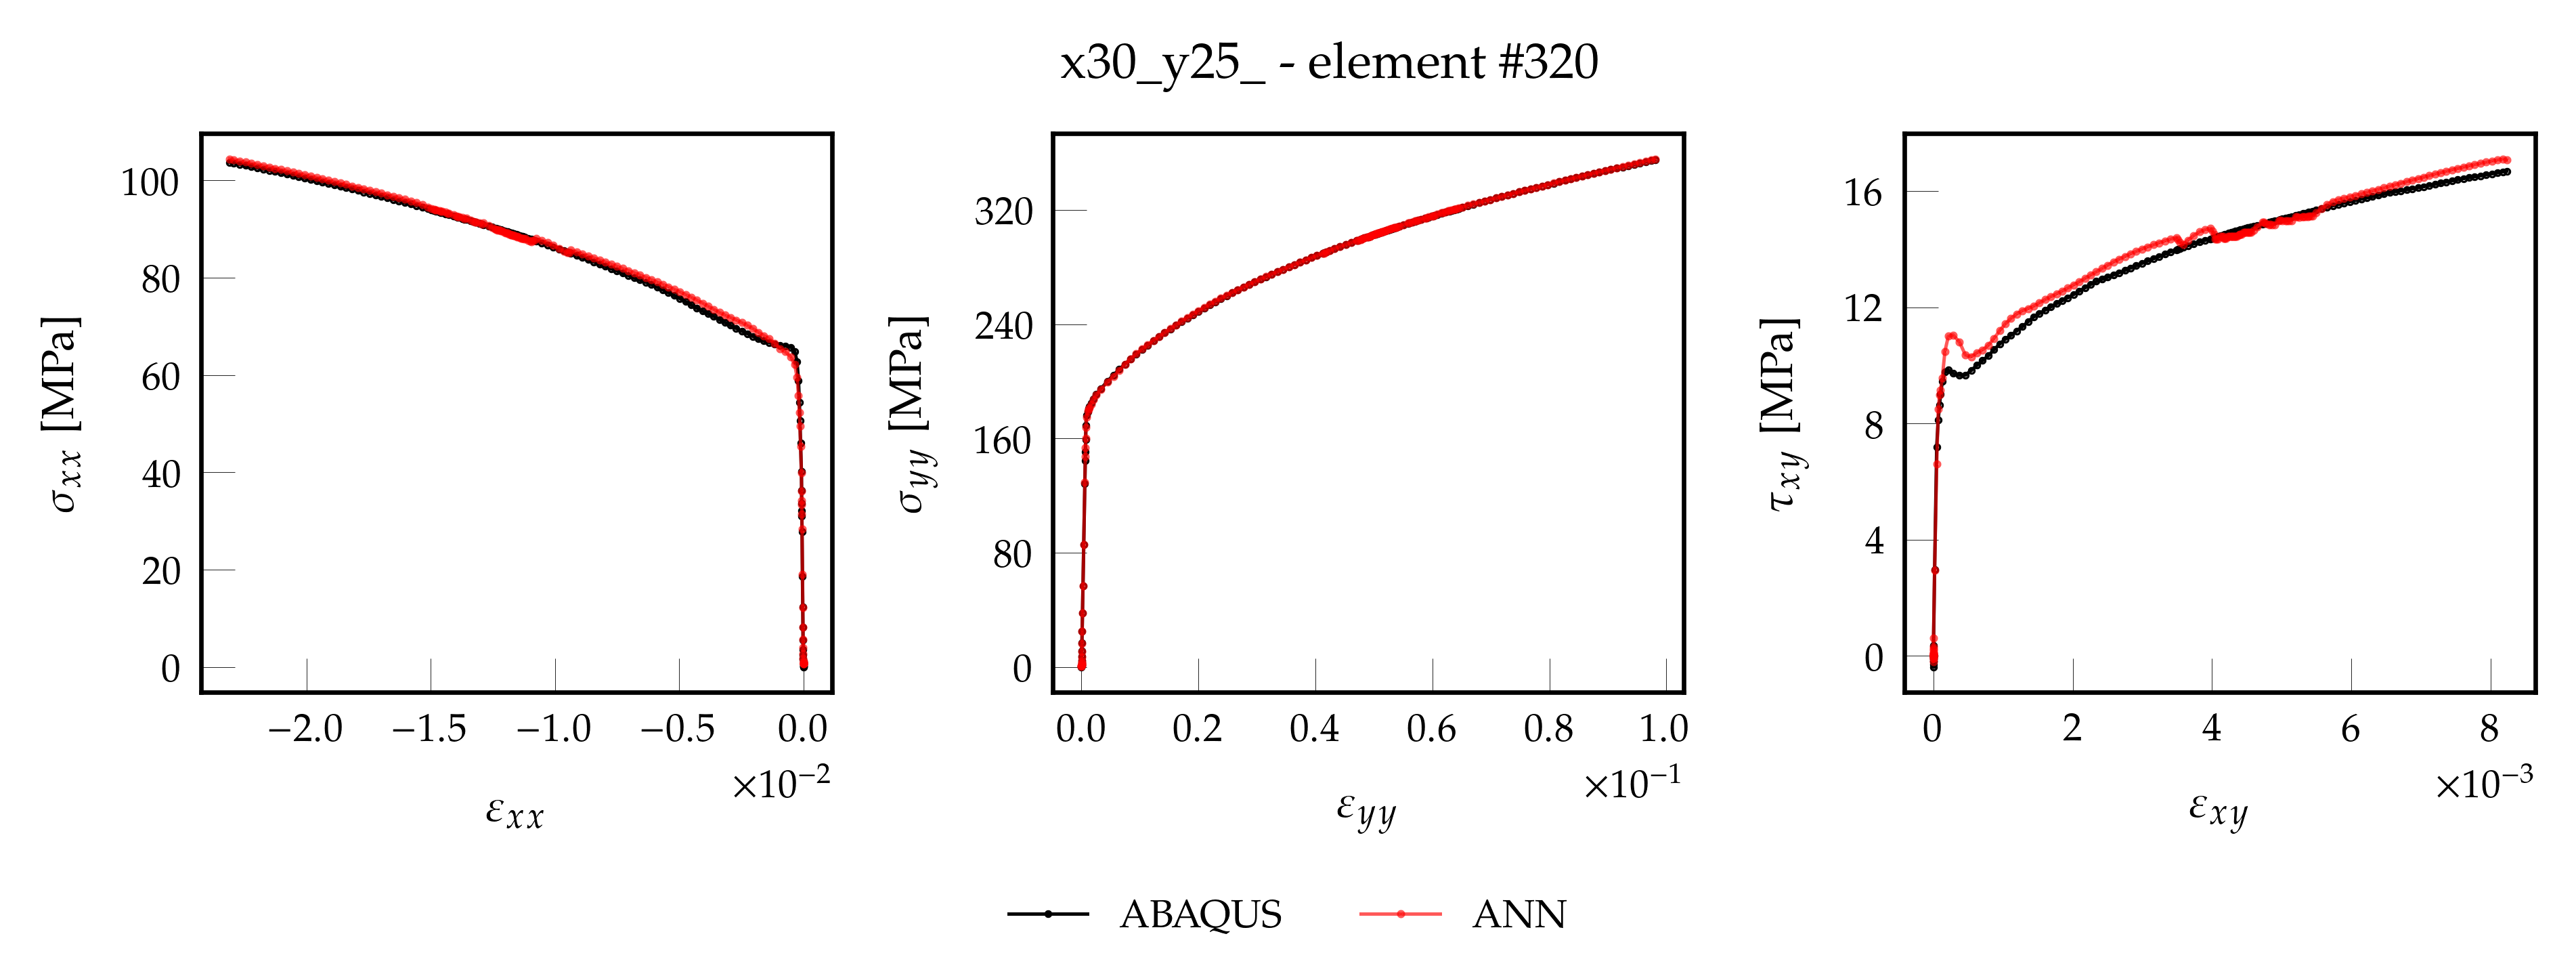 x30_y25_ - element #320
σxx [MPa]
100
80
60
40
20
0
−2.0 −1.5 −1.0 −0.5 0.0
×10−2
εxx
σyy [MPa]
320
240
160
80
0
0.0 0.2 0.4 0.6 0.8 1.0
×10−1
εyy
τxy [MPa]
16
12
8
4
0
0 2 4 6 8
×10−3
εxy
ABAQUS ANN